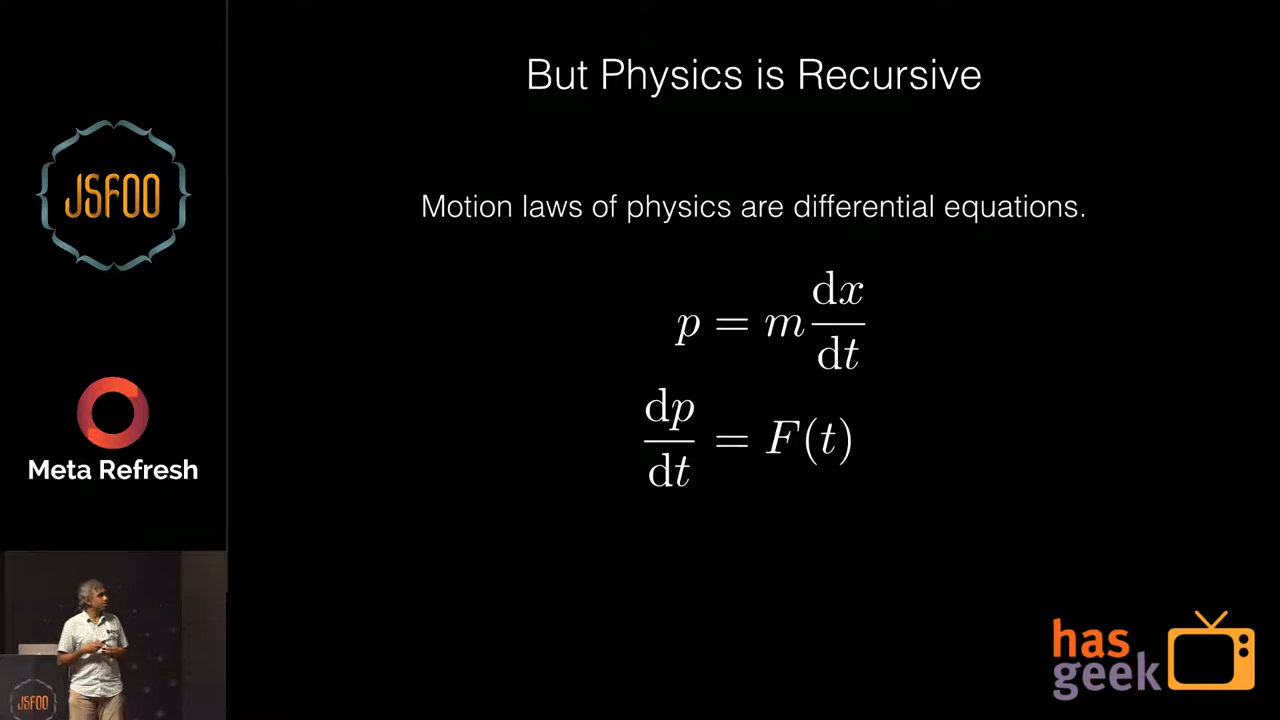 But Physics is Recursive
JSFOO
Motion laws of physics are differential equations.
p = m dx/dt
dp/dt = F(t)
Meta Refresh
JSFOO
has
geek